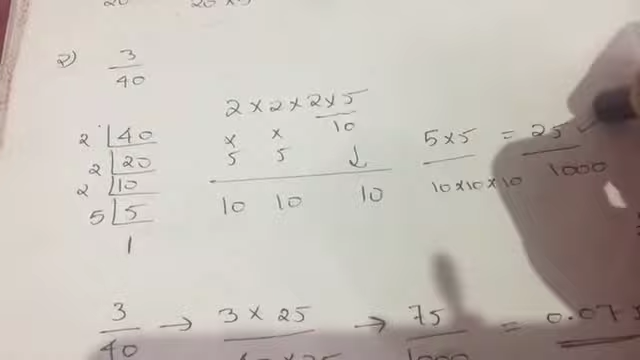 2) 3/40
2 × 2 × 2 × 5
10
2 | 40
2 | 20
2 | 10
5 | 5
1
× ×
5 5 ↓
10 10 10
5 × 5 / 10 × 10 × 10 = 25 / 1000
3/40 → 3 × 25 → 75/1000 = 0.07